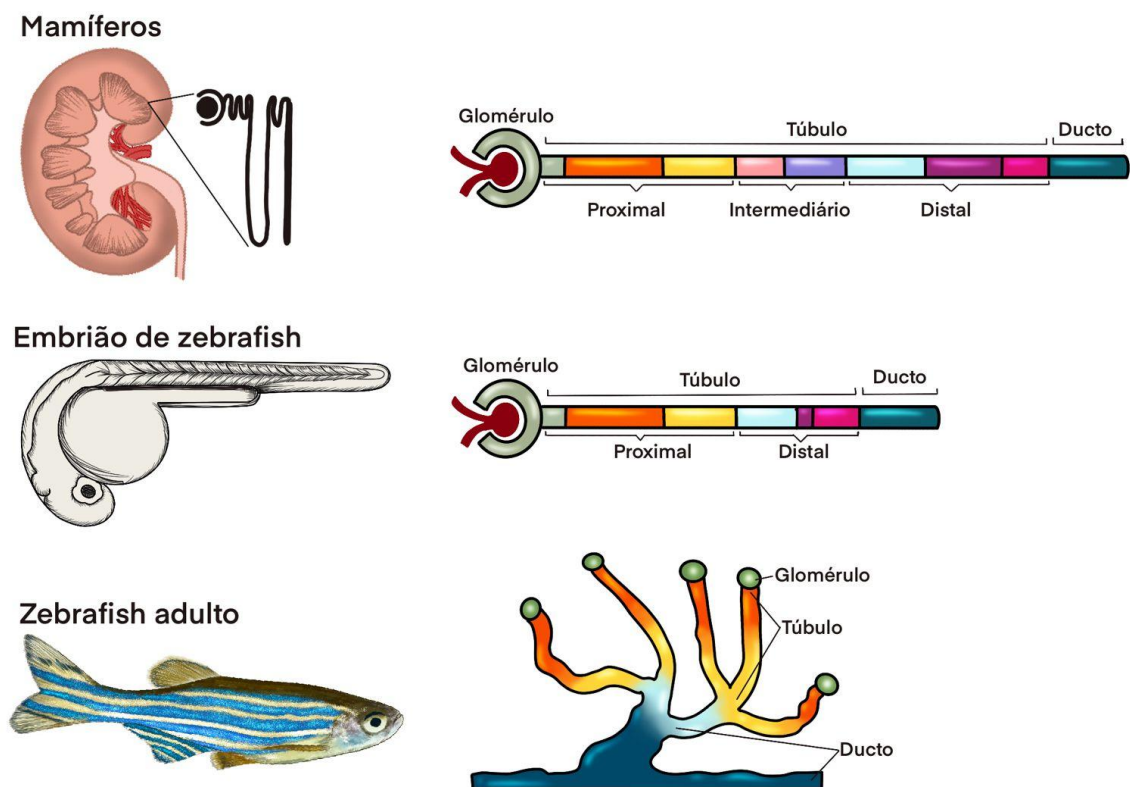 Mamíferos
Glomérulo
Túbulo
Ducto
Proximal
Intermediário
Distal
Embrião de zebrafish
Glomérulo
Túbulo
Ducto
Proximal
Distal
Zebrafish adulto
Glomérulo
Túbulo
Ducto